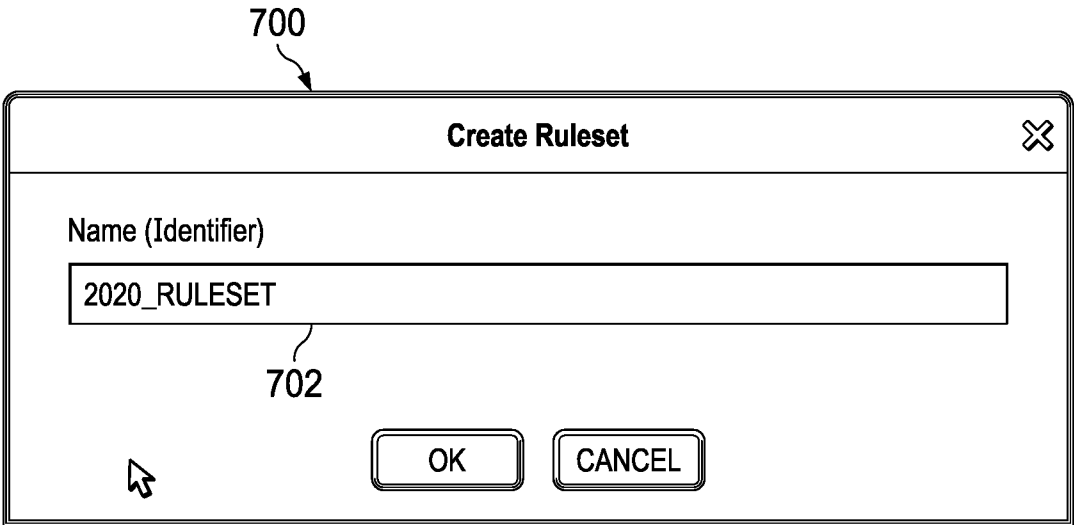 700
Create Ruleset
Name (Identifier)
2020_RULESET
702
OK
CANCEL